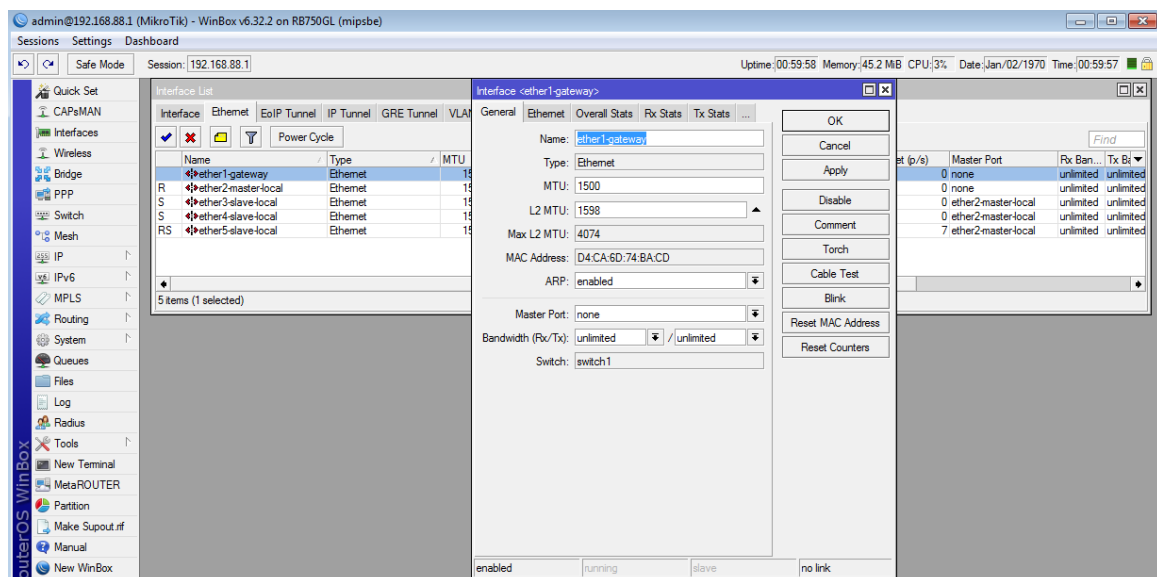 admin@192.168.88.1 (MikroTik) - WinBox v6.32.2 on RB750GL (mipsbe)
Sessions Settings Dashboard
Safe Mode Session: 192.168.88.1 Uptime: 00:59:58 Memory: 45.2 MiB CPU: 3% Date: Jan/02/1970 Time: 00:59:57
Quick Set
CAPsMAN
Interfaces
Wireless
Bridge
PPP
Switch
Mesh
IP
IPv6
MPLS
Routing
System
Queues
Files
Log
Radius
Tools
New Terminal
MetaROUTER
Partition
Make Supout.rif
Manual
New WinBox
outerOS WinBox
Interface List
Interface Ethernet EoIP Tunnel IP Tunnel GRE Tunnel VLAN
Power Cycle Find
Name Type MTU et (p/s) Master Port Rx Ban... Tx Ba
ether1-gateway Ethernet 15 0 none unlimited unlimited
R ether2-master-local Ethernet 15 0 none unlimited unlimited
S ether3-slave-local Ethernet 15 0 ether2-master-local unlimited unlimited
S ether4-slave-local Ethernet 15 0 ether2-master-local unlimited unlimited
RS ether5-slave-local Ethernet 15 7 ether2-master-local unlimited unlimited
5 items (1 selected)
Interface <ether1-gateway>
General Ethernet Overall Stats Rx Stats Tx Stats ...
Name: ether1-gateway
Type: Ethernet
MTU: 1500
L2 MTU: 1598
Max L2 MTU: 4074
MAC Address: D4:CA:6D:74:BA:CD
ARP: enabled
Master Port: none
Bandwidth (Rx/Tx): unlimited / unlimited
Switch: switch1
OK
Cancel
Apply
Disable
Comment
Torch
Cable Test
Blink
Reset MAC Address
Reset Counters
enabled running slave no link